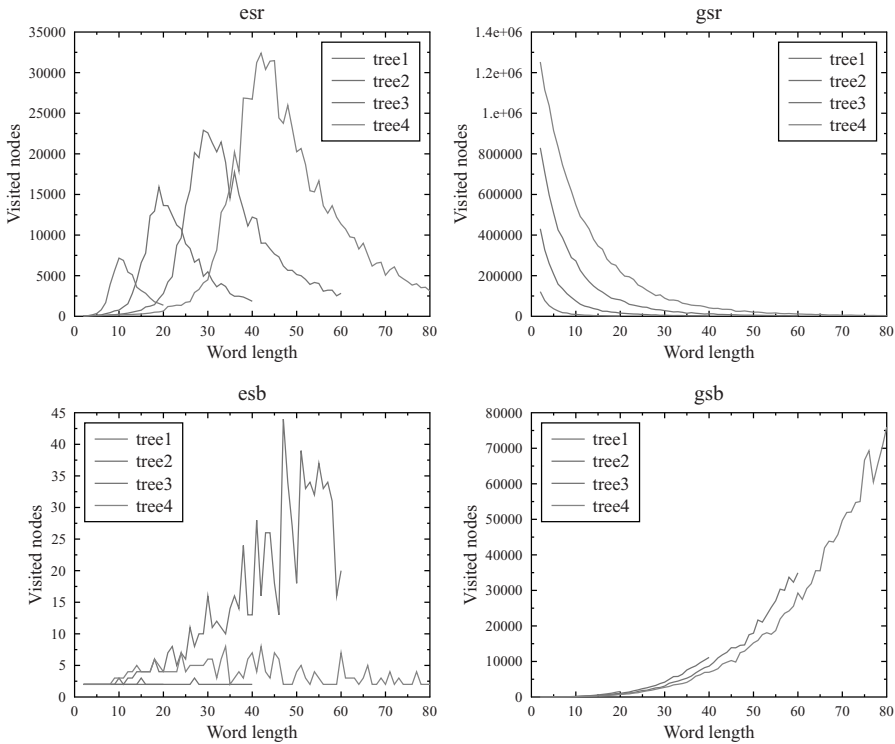 esr
35000
30000
25000
20000
15000
10000
5000
0
0 10 20 30 40 50 60 70 80
Visited nodes
Word length
tree1
tree2
tree3
tree4
gsr
1.4e+06
1.2e+06
1.e+06
800000
600000
400000
200000
0
0 10 20 30 40 50 60 70 80
Visited nodes
Word length
tree1
tree2
tree3
tree4
esb
45
40
35
30
25
20
15
10
5
0
0 10 20 30 40 50 60 70 80
Visited nodes
Word length
tree1
tree2
tree3
tree4
gsb
80000
70000
60000
50000
40000
30000
20000
10000
0
0 10 20 30 40 50 60 70 80
Visited nodes
Word length
tree1
tree2
tree3
tree4